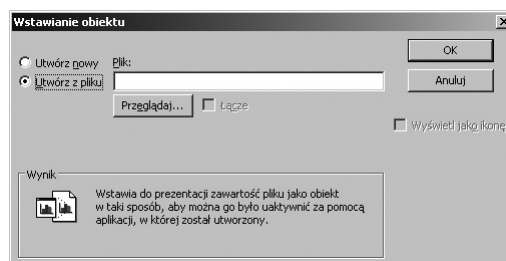 Wstawianie obiektu
Utwórz nowy
Utwórz z pliku
Plik:
Przeglądaj...
Łącze
OK
Anuluj
Wyświetl jako ikonę
Wynik
Wstawia do prezentacji zawartość pliku jako obiekt
w taki sposób, aby można go było uaktywnić za pomocą
aplikacji, w której został utworzony.